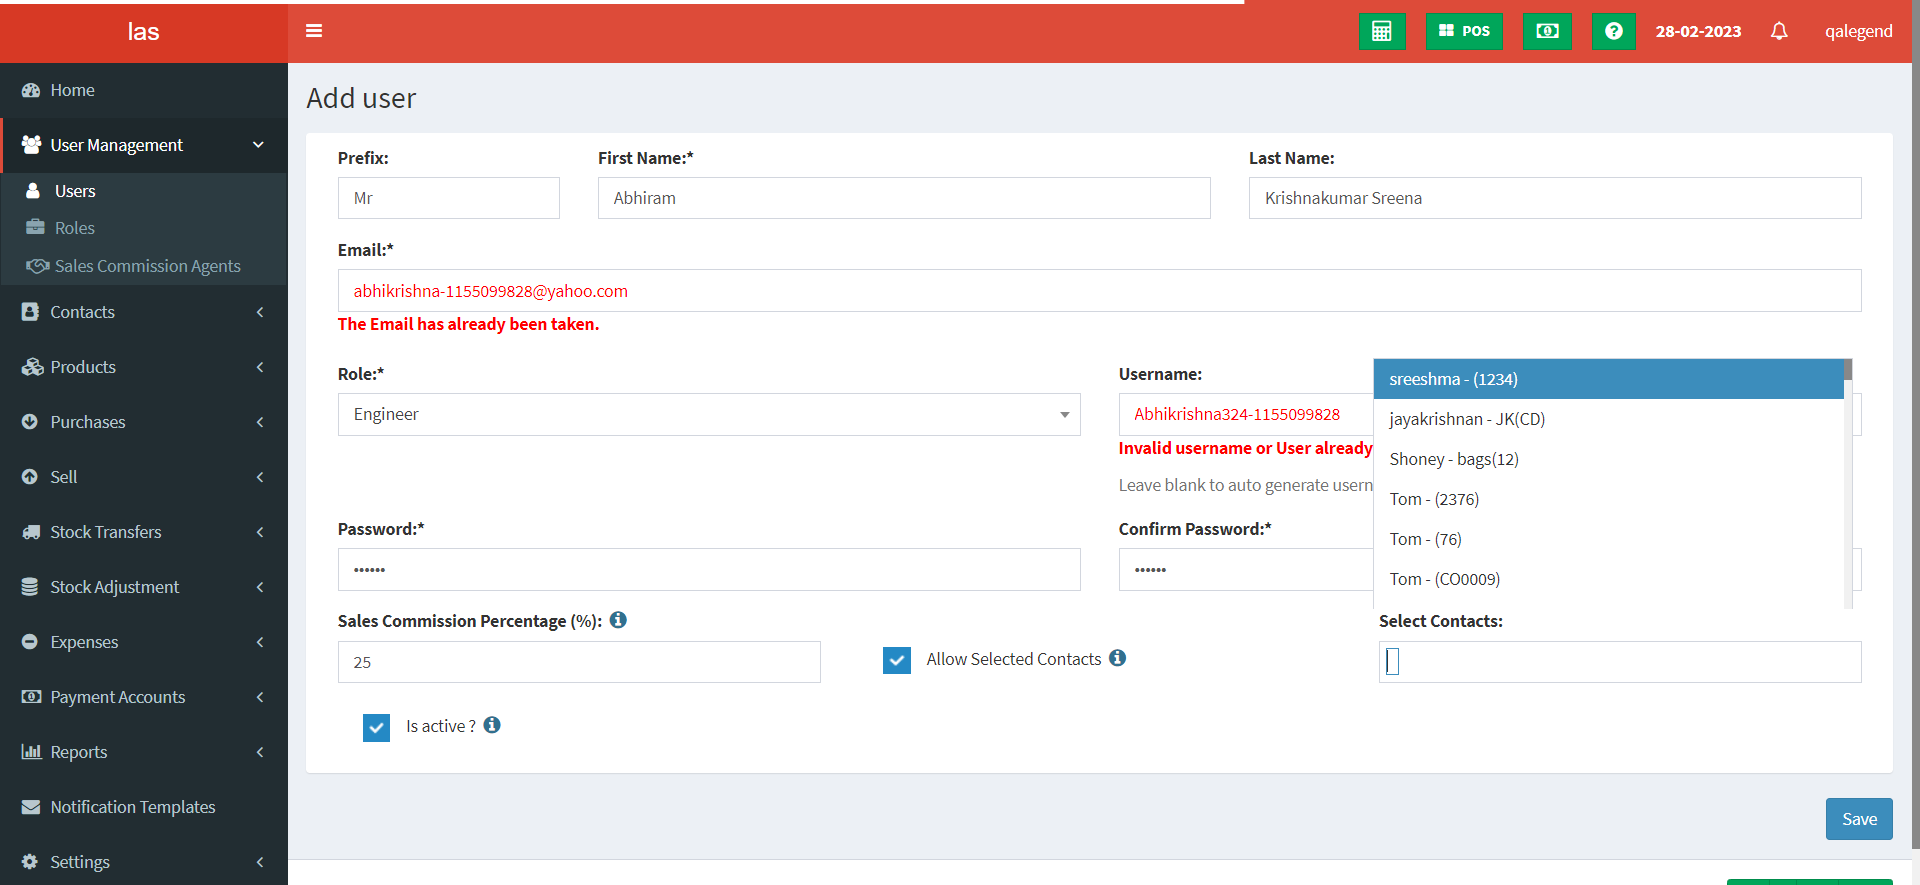 las
POS
28-02-2023
qalegend
Home
User Management
Users
Roles
Sales Commission Agents
Contacts
Products
Purchases
Sell
Stock Transfers
Stock Adjustment
Expenses
Payment Accounts
Reports
Notification Templates
Settings
Add user
Prefix:
First Name:*
Last Name:
Mr
Abhiram
Krishnakumar Sreena
Email:*
abhikrishna-1155099828@yahoo.com
The Email has already been taken.
Role:*
Username:
Engineer
Abhikrishna324-1155099828
Invalid username or User already
Leave blank to auto generate usern
sreeshma - (1234)
jayakrishnan - JK(CD)
Shoney - bags(12)
Tom - (2376)
Tom - (76)
Tom - (CO0009)
Password:*
Confirm Password:*
••••••
••••••
Sales Commission Percentage (%):
Select Contacts:
25
Allow Selected Contacts
Is active ?
Save